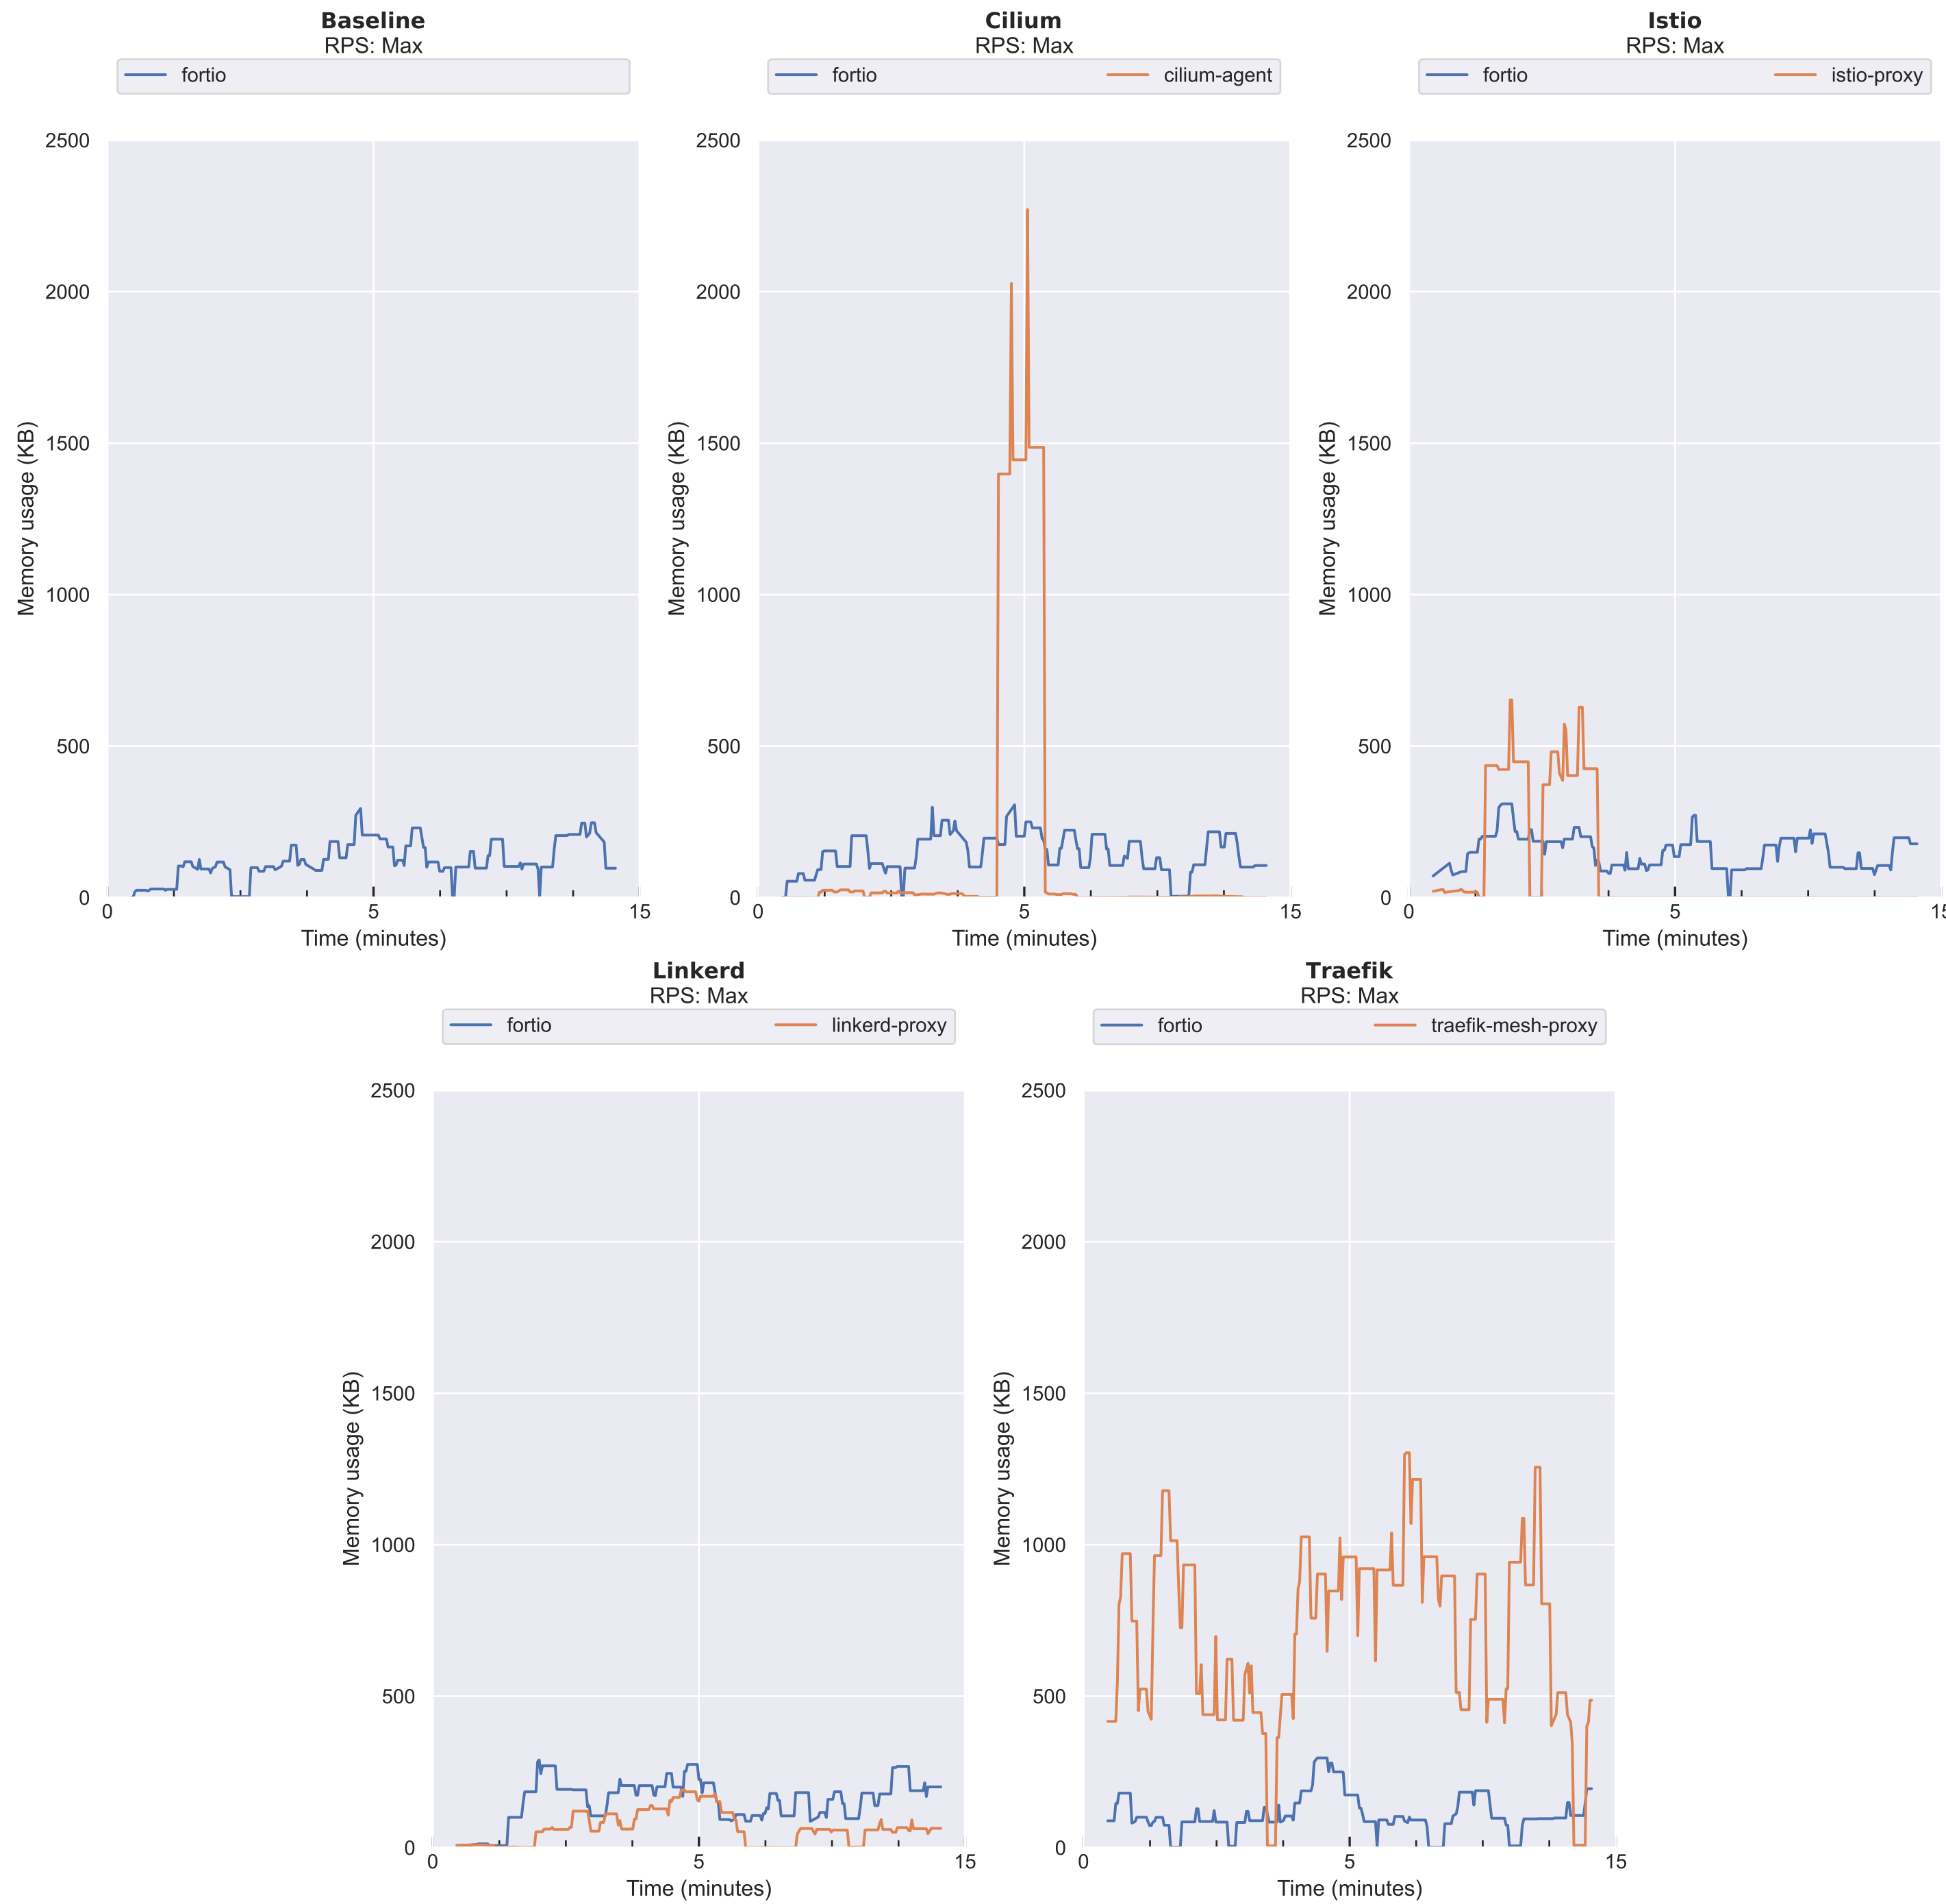 Baseline
RPS: Max
fortio
2500
2000
1500
1000
500
0
Memory usage (KB)
0 5 15
Time (minutes)
Cilium
RPS: Max
fortio cilium-agent
2500
2000
1500
1000
500
0
Memory usage (KB)
0 5 15
Time (minutes)
Istio
RPS: Max
fortio istio-proxy
2500
2000
1500
1000
500
0
Memory usage (KB)
0 5 15
Time (minutes)
Linkerd
RPS: Max
fortio linkerd-proxy
2500
2000
1500
1000
500
0
Memory usage (KB)
0 5 15
Time (minutes)
Traefik
RPS: Max
fortio traefik-mesh-proxy
2500
2000
1500
1000
500
0
Memory usage (KB)
0 5 15
Time (minutes)